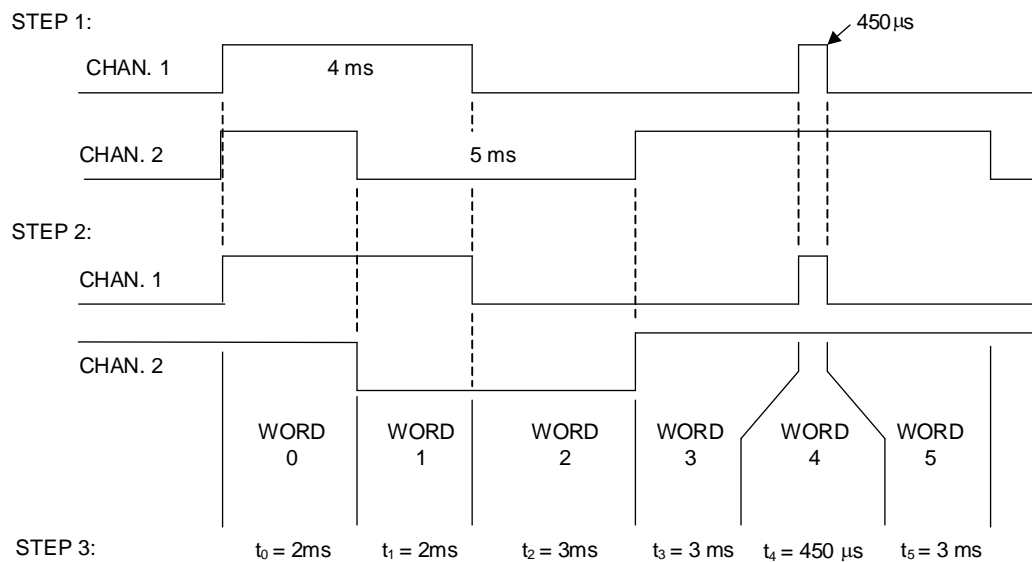 STEP 1:
450µs
CHAN. 1
4 ms
CHAN. 2
5 ms
STEP 2:
CHAN. 1
CHAN. 2
WORD 0
WORD 1
WORD 2
WORD 3
WORD 4
WORD 5
STEP 3:
t₀ = 2ms
t₁ = 2ms
t₂ = 3ms
t₃ = 3 ms
t₄ = 450 µs
t₅ = 3 ms